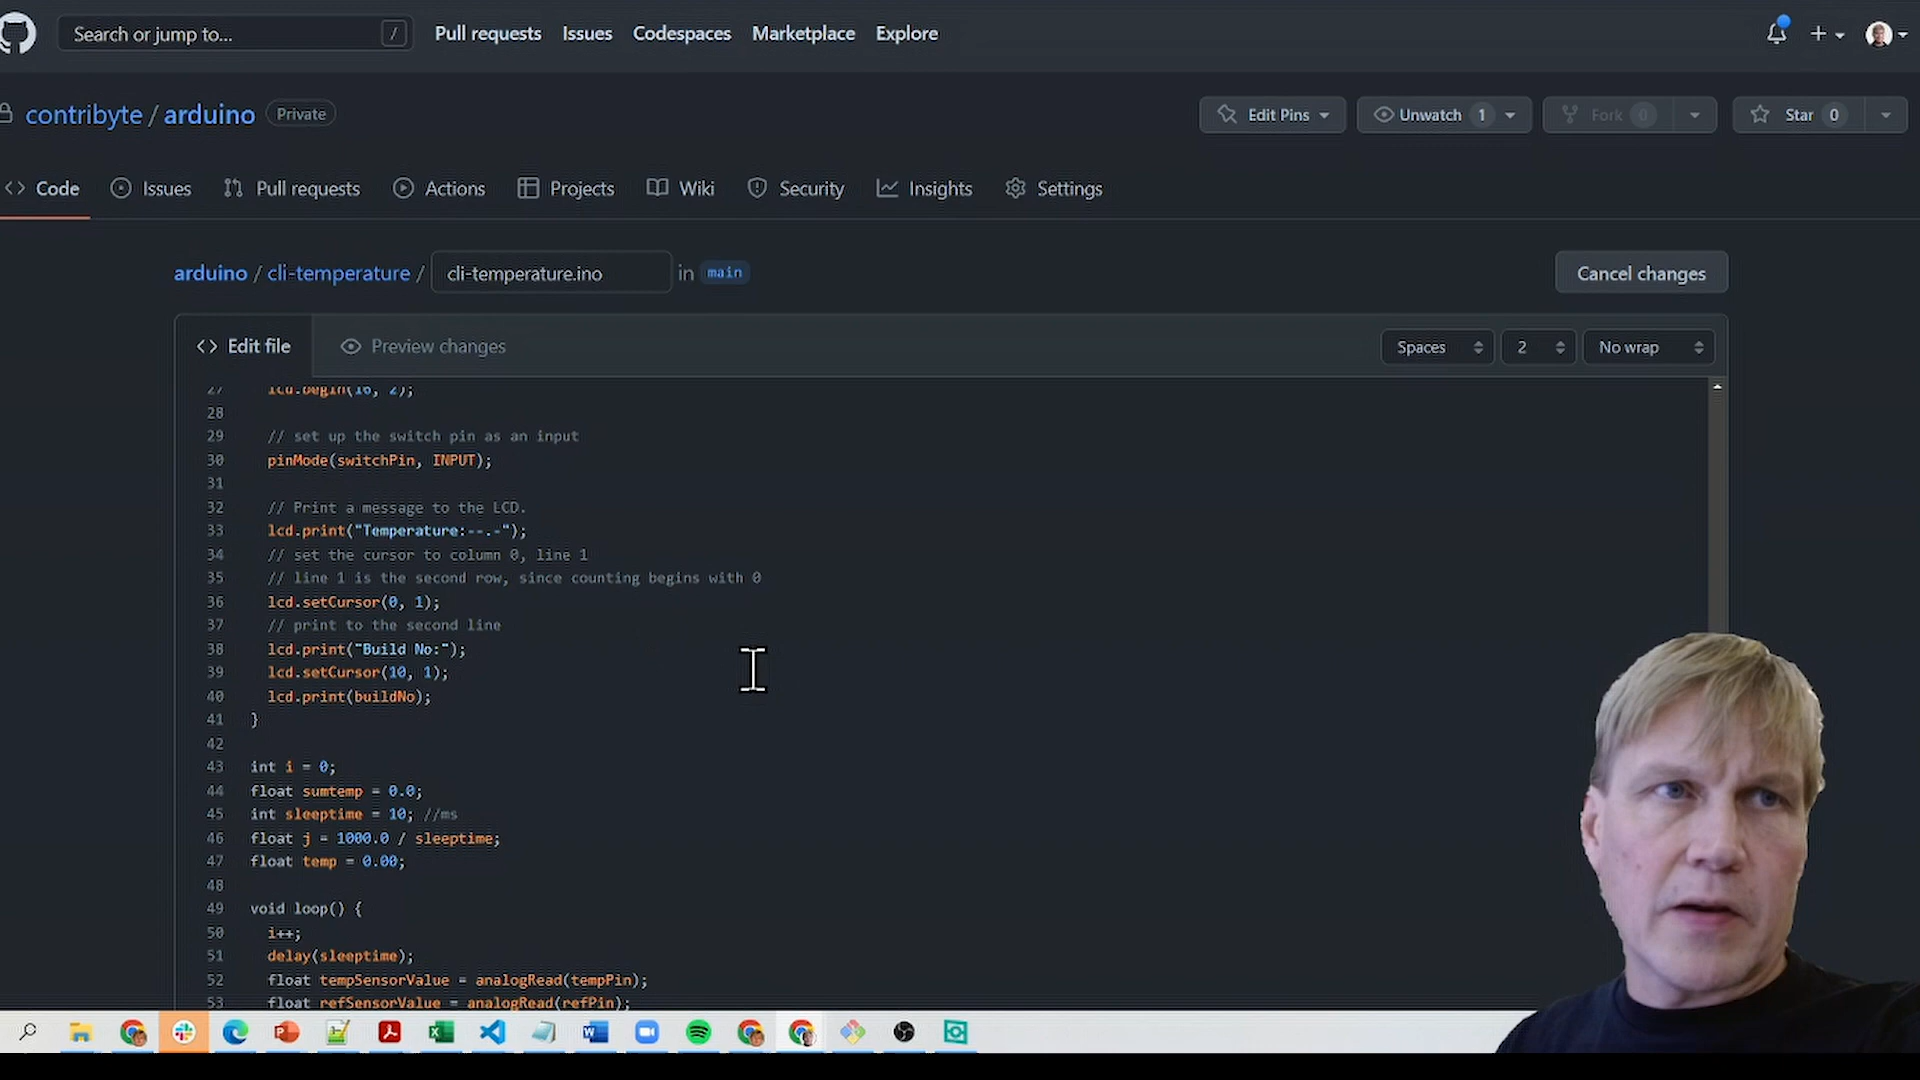 Search or jump to... /
Pull requests Issues Codespaces Marketplace Explore
contribyte / arduino Private
Edit Pins Unwatch 1 Fork 0 Star 0
Code Issues Pull requests Actions Projects Wiki Security Insights Settings
arduino / cli-temperature / cli-temperature.ino in main
Cancel changes
Edit file Preview changes
Spaces 2 No wrap
27 lcd.begin(16, 2);
28
29 // set up the switch pin as an input
30 pinMode(switchPin, INPUT);
31
32 // Print a message to the LCD.
33 lcd.print("Temperature:--.-");
34 // set the cursor to column 0, line 1
35 // line 1 is the second row, since counting begins with 0
36 lcd.setCursor(0, 1);
37 // print to the second line
38 lcd.print("Build No:");
39 lcd.setCursor(10, 1);
40 lcd.print(buildNo);
41 }
42
43 int i = 0;
44 float sumtemp = 0.0;
45 int sleeptime = 10; //ms
46 float j = 1000.0 / sleeptime;
47 float temp = 0.00;
48
49 void loop() {
50 i++;
51 delay(sleeptime);
52 float tempSensorValue = analogRead(tempPin);
53 float refSensorValue = analogRead(refPin);